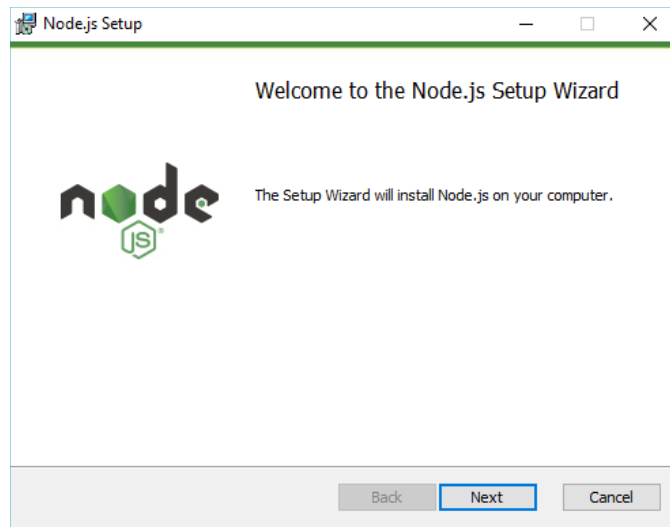 Node.js Setup
Welcome to the Node.js Setup Wizard
The Setup Wizard will install Node.js on your computer.
node
JS®
Back Next Cancel